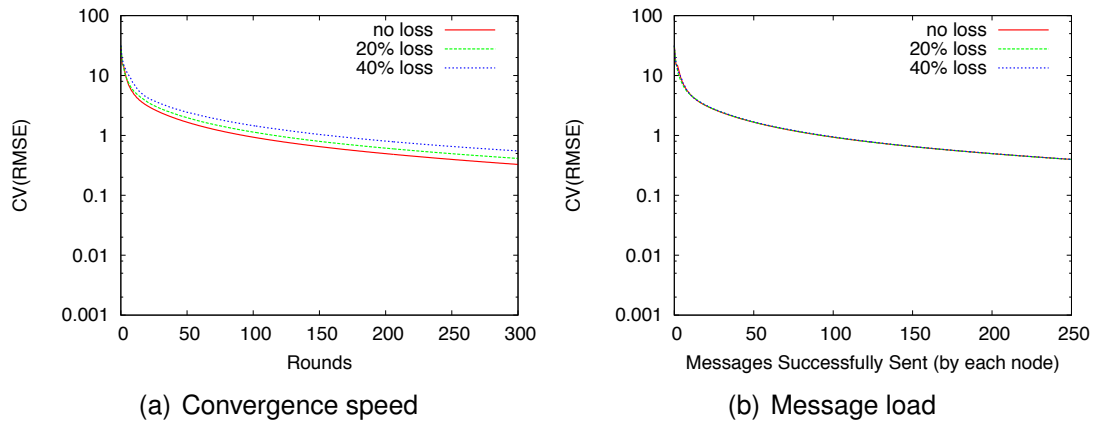 100
10
1
0.1
0.01
0.001
CV(RMSE)
no loss
20% loss
40% loss
0 50 100 150 200 250 300
Rounds
(a) Convergence speed
100
10
1
0.1
0.01
0.001
CV(RMSE)
no loss
20% loss
40% loss
0 50 100 150 200 250
Messages Successfully Sent (by each node)
(b) Message load